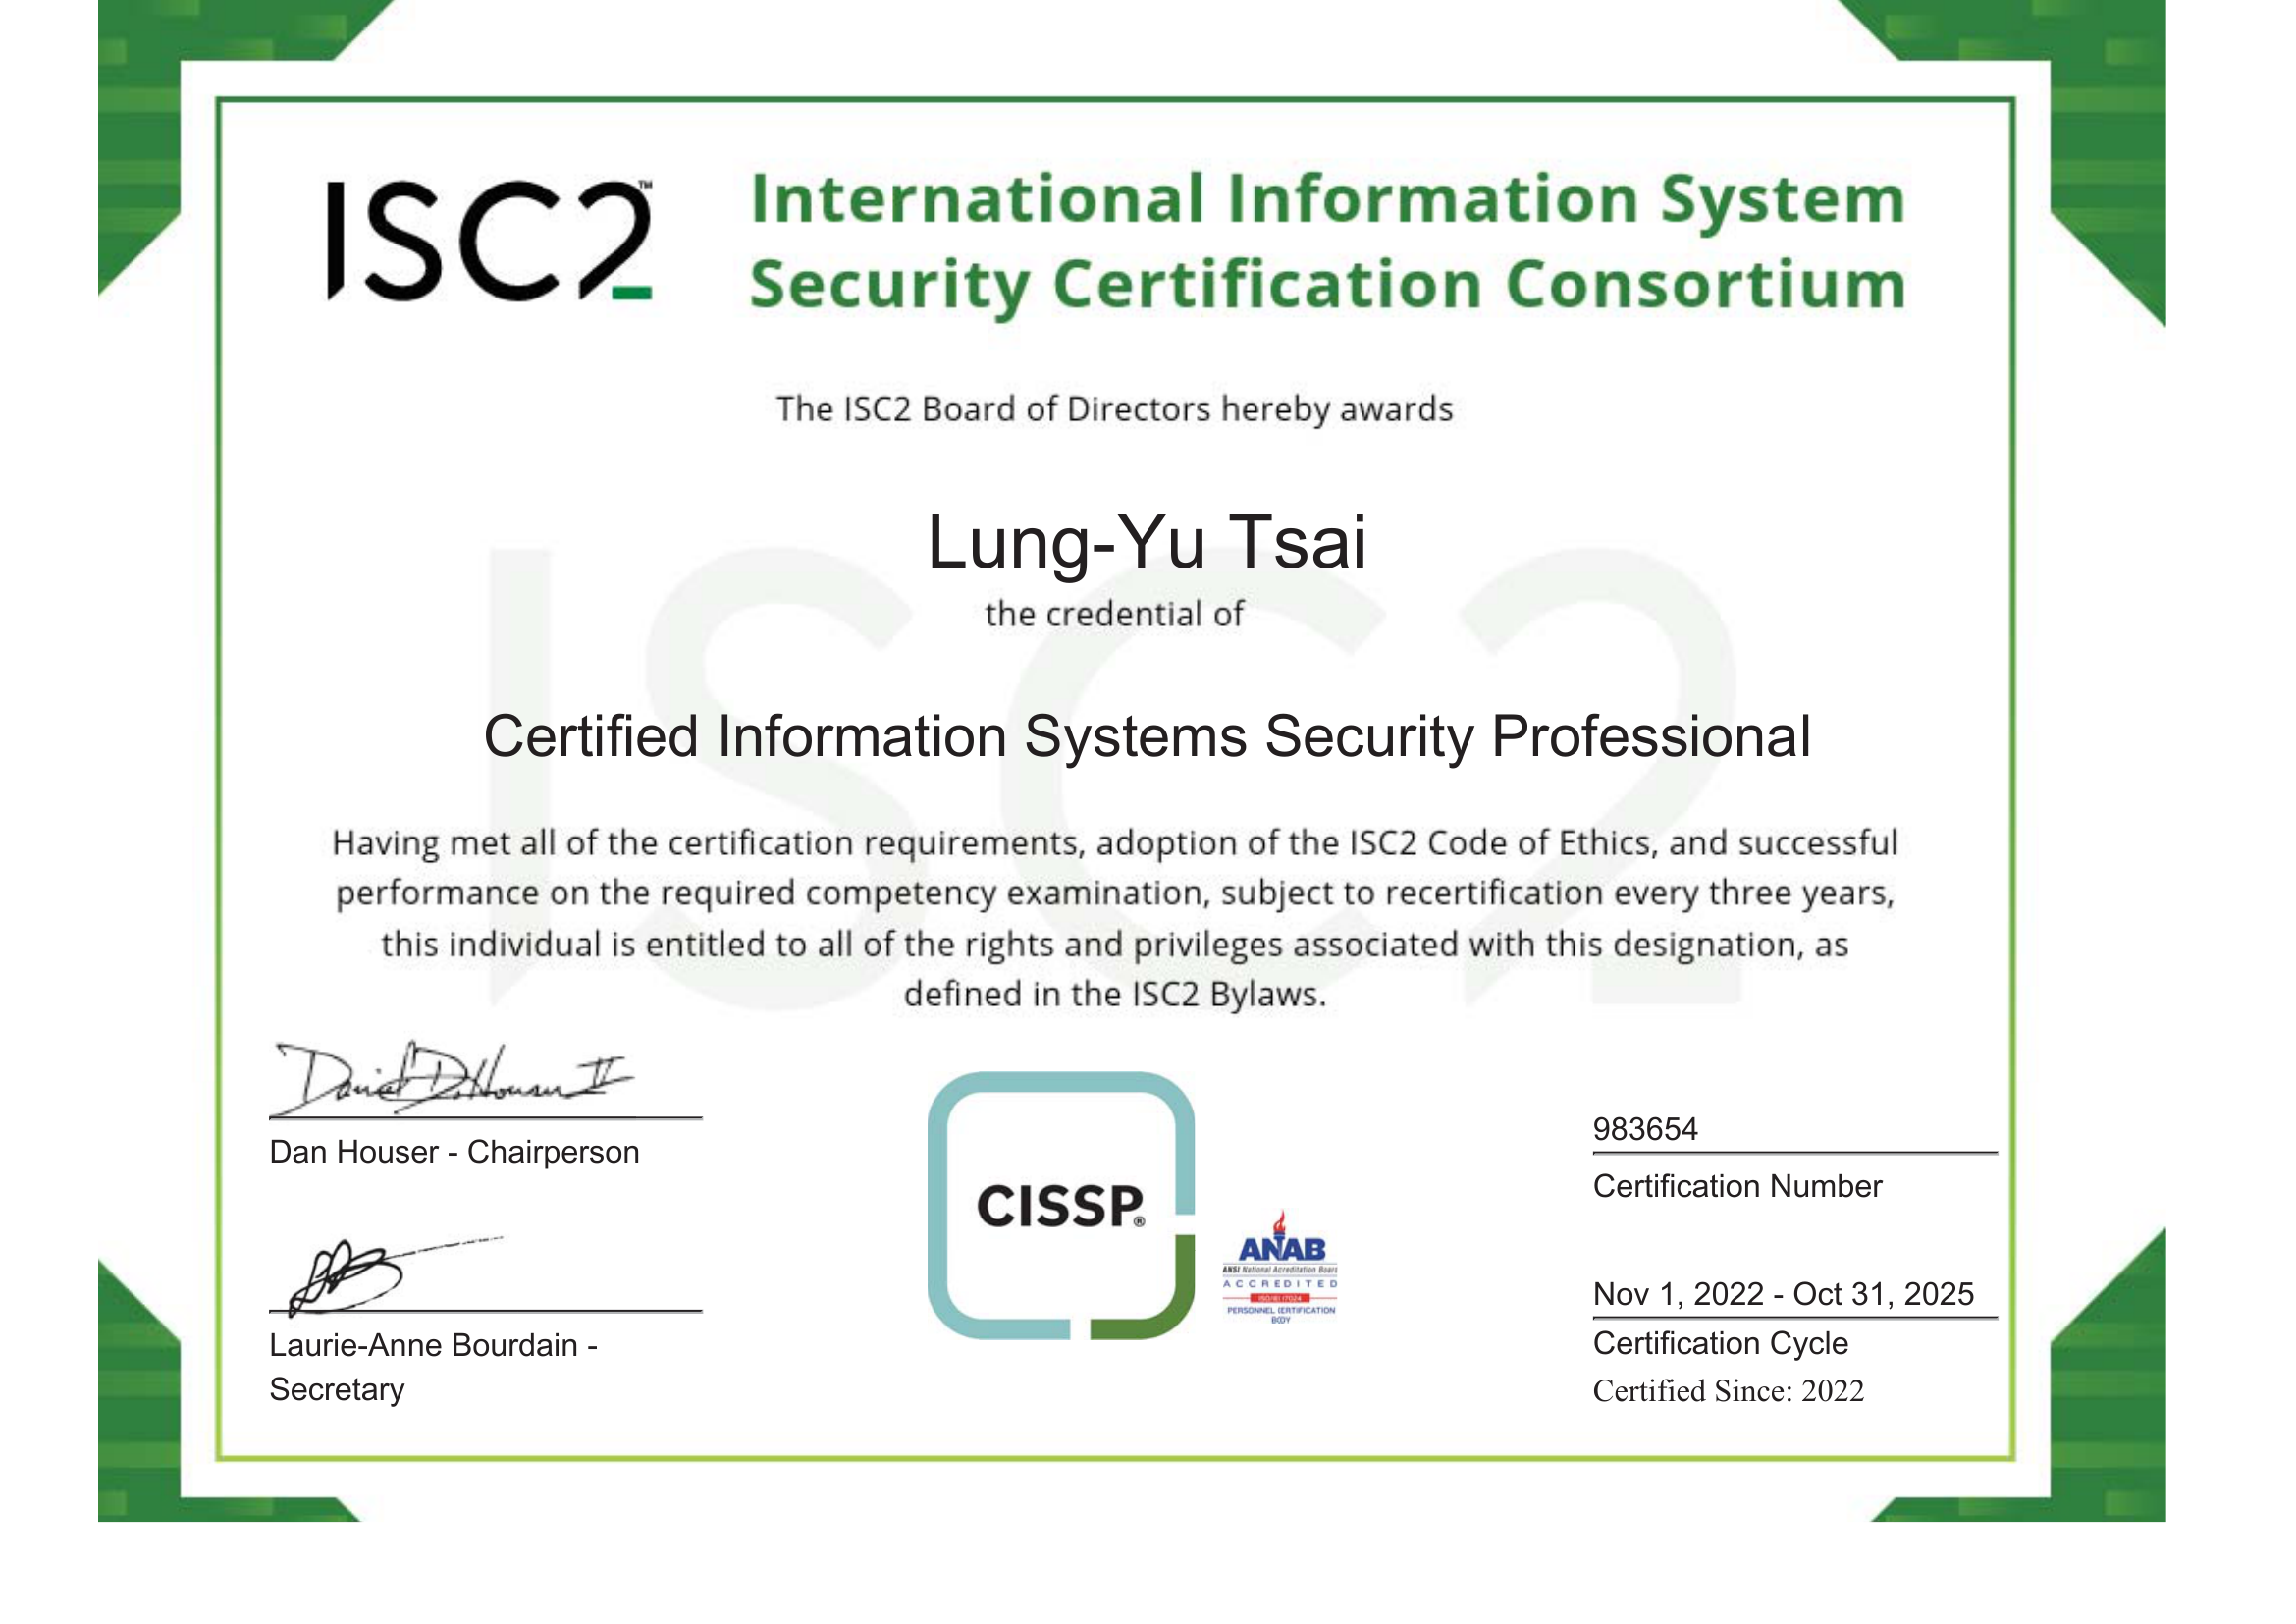 ISC2™
International Information System
Security Certification Consortium
The ISC2 Board of Directors hereby awards
Lung-Yu Tsai
the credential of
Certified Information Systems Security Professional
Having met all of the certification requirements, adoption of the ISC2 Code of Ethics, and successful
performance on the required competency examination, subject to recertification every three years,
this individual is entitled to all of the rights and privileges associated with this designation, as
defined in the ISC2 Bylaws.
Daniel D. Houser II
Dan Houser - Chairperson
Laurie-Anne Bourdain -
Secretary
CISSP®
ANAB
ANSI National Accreditation Board
ACCREDITED
ISO/IEC 17024
PERSONNEL CERTIFICATION
BODY
983654
Certification Number
Nov 1, 2022 - Oct 31, 2025
Certification Cycle
Certified Since: 2022